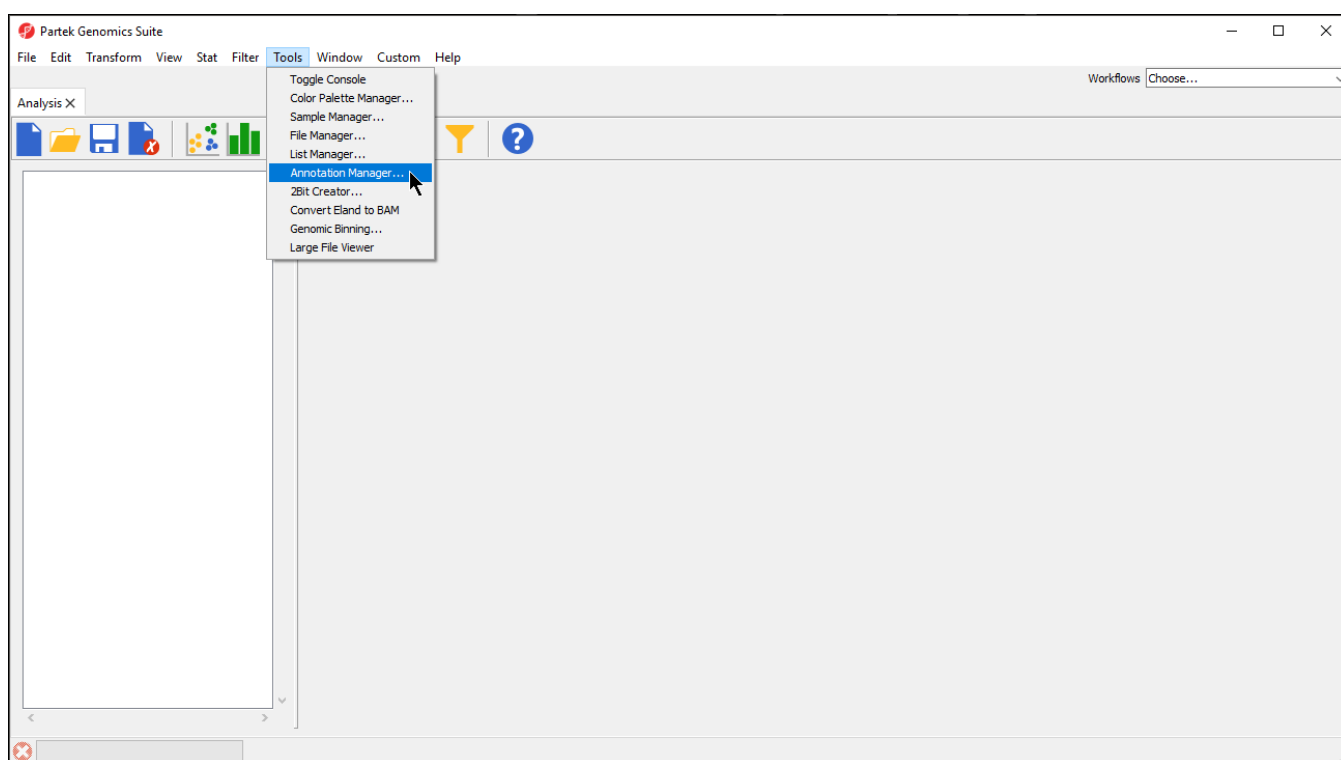 Partek Genomics Suite
File Edit Transform View Stat Filter Tools Window Custom Help
Toggle Console
Workflows Choose...
Color Palette Manager...
Analysis X
Sample Manager...
File Manager...
List Manager...
Annotation Manager...
2Bit Creator...
Convert Eland to BAM
Genomic Binning...
Large File Viewer